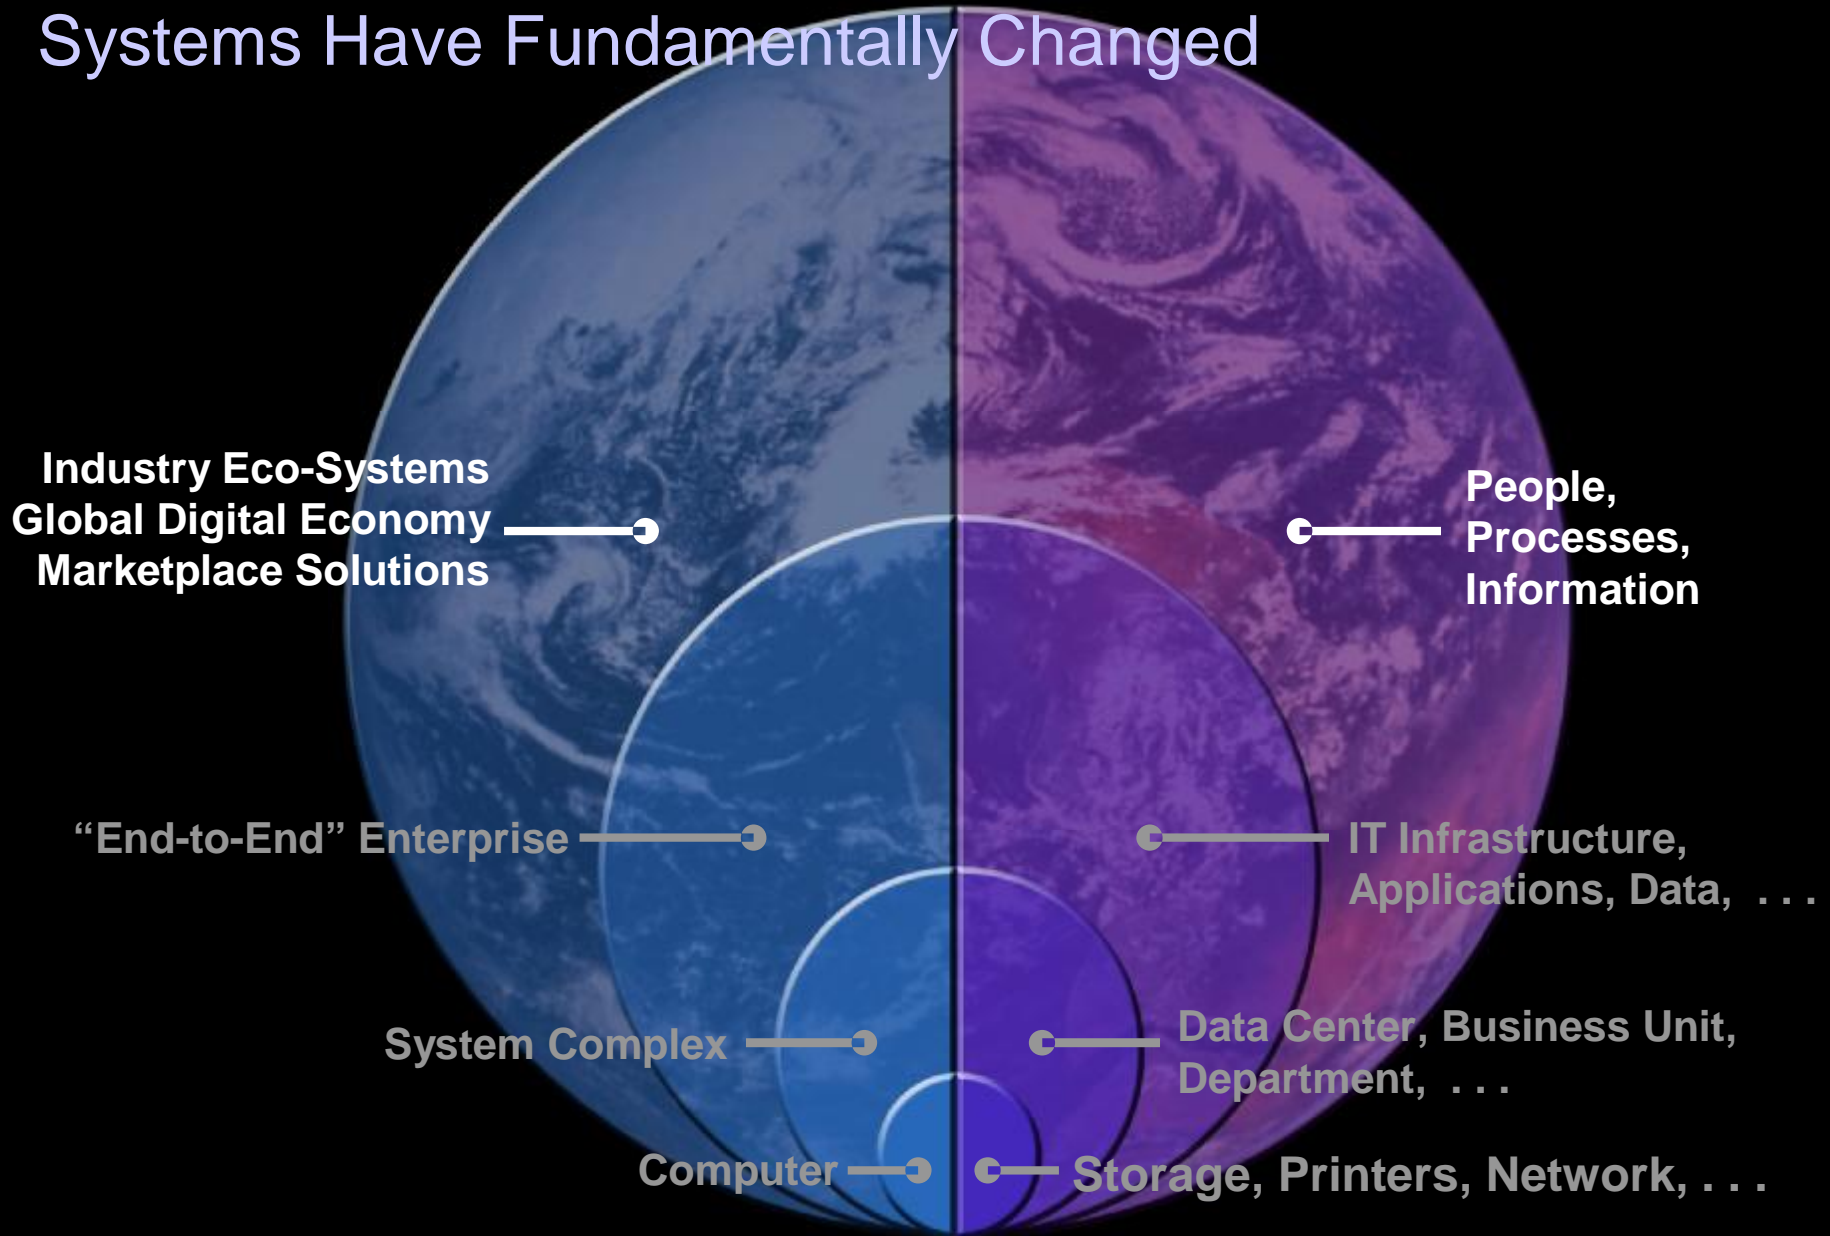 Systems Have Fundamentally Changed
Industry Eco-Systems
Global Digital Economy
Marketplace Solutions
People,
Processes,
Information
“End-to-End” Enterprise
IT Infrastructure,
Applications, Data, . . .
System Complex
Data Center, Business Unit,
Department, . . .
Computer
Storage, Printers, Network, . . .